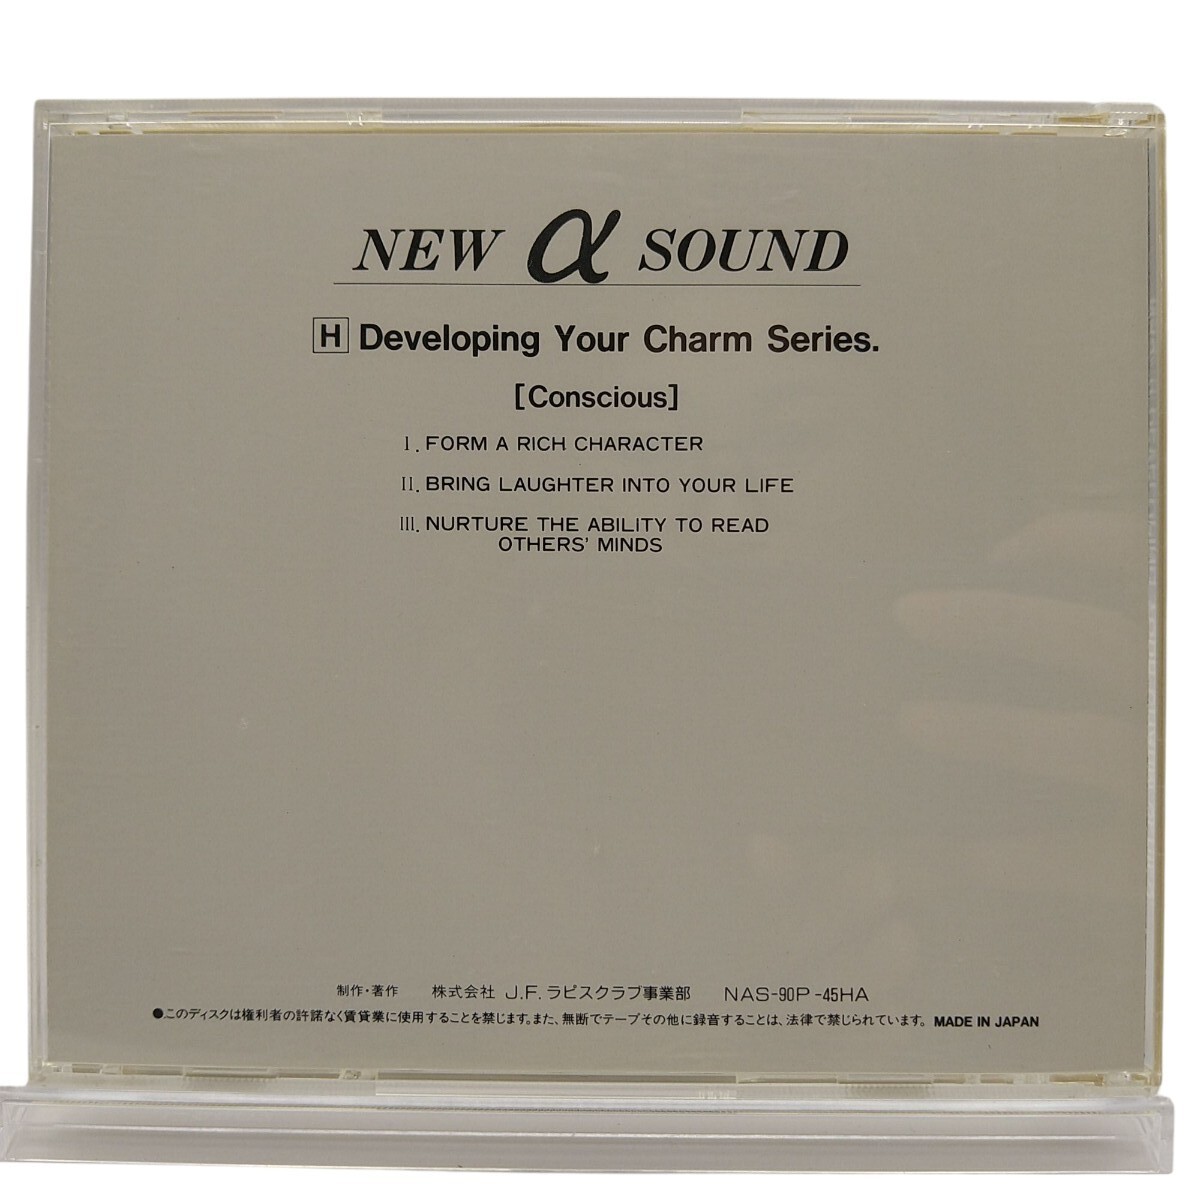 NEW α SOUND
H Developing Your Charm Series.
[Conscious]
I. FORM A RICH CHARACTER
II. BRING LAUGHTER INTO YOUR LIFE
III. NURTURE THE ABILITY TO READ
OTHERS' MINDS
制作・著作 株式会社 J.F.ラピスクラブ事業部 NAS-90P-45HA
●このディスクは権利者の許諾なく賃貸業に使用することを禁じます。また、無断でテープその他に録音することは、法律で禁じられています。 MADE IN JAPAN